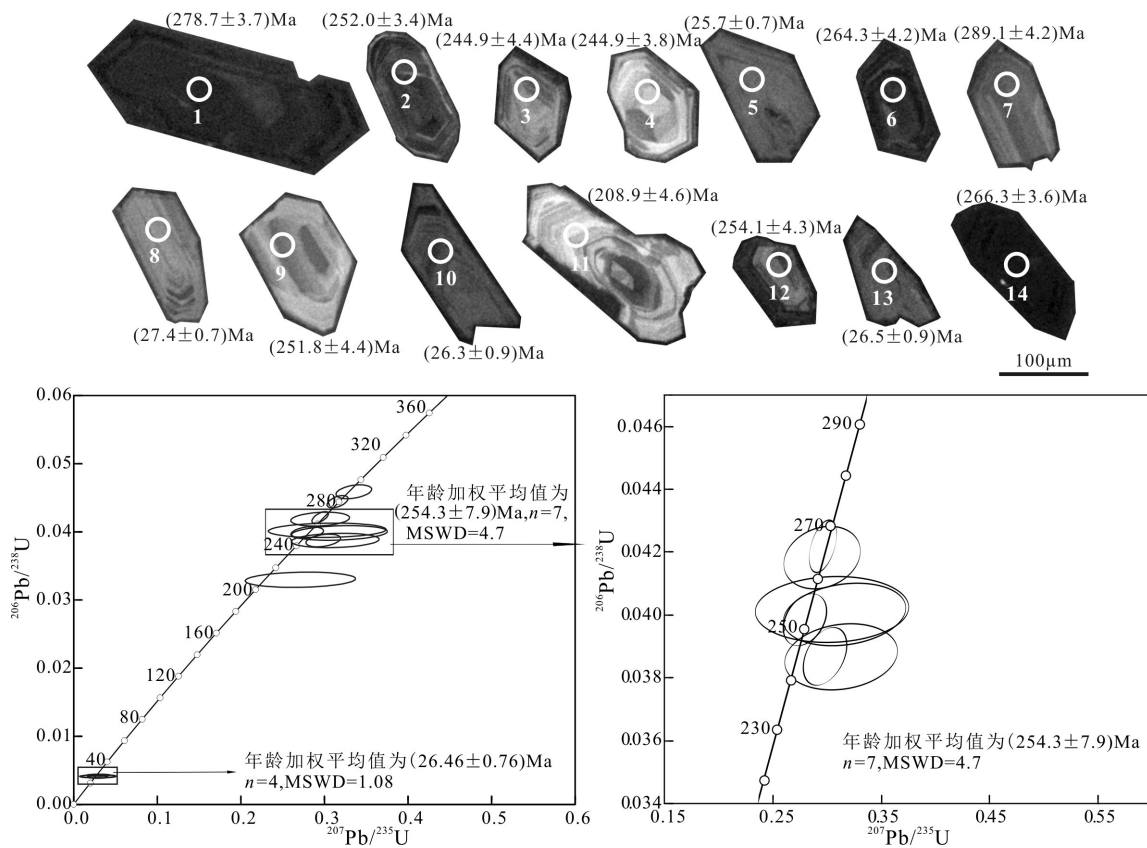 (278.7±3.7)Ma
(252.0±3.4)Ma
(244.9±4.4)Ma
(244.9±3.8)Ma
(25.7±0.7)Ma
(264.3±4.2)Ma
(289.1±4.2)Ma
1
2
3
4
5
6
7
(208.9±4.6)Ma
(254.1±4.3)Ma
(266.3±3.6)Ma
8
9
10
11
12
13
14
(27.4±0.7)Ma
(251.8±4.4)Ma
(26.3±0.9)Ma
(26.5±0.9)Ma
100μm
0.06
0.05
0.04
0.03
0.02
0.01
0.00
²⁰⁶Pb/²³⁸U
360
320
280
240
200
160
120
80
40
年龄加权平均值为
(254.3±7.9)Ma,n=7,
MSWD=4.7
年龄加权平均值为(26.46±0.76)Ma
n=4,MSWD=1.08
0.0
0.1
0.2
0.3
0.4
0.5
0.6
²⁰⁷Pb/²³⁵U
0.046
0.044
0.042
0.040
0.038
0.036
0.034
²⁰⁶Pb/²³⁸U
290
270
250
230
年龄加权平均值为(254.3±7.9)Ma
n=7,MSWD=4.7
0.15
0.25
0.35
0.45
0.55
²⁰⁷Pb/²³⁵U